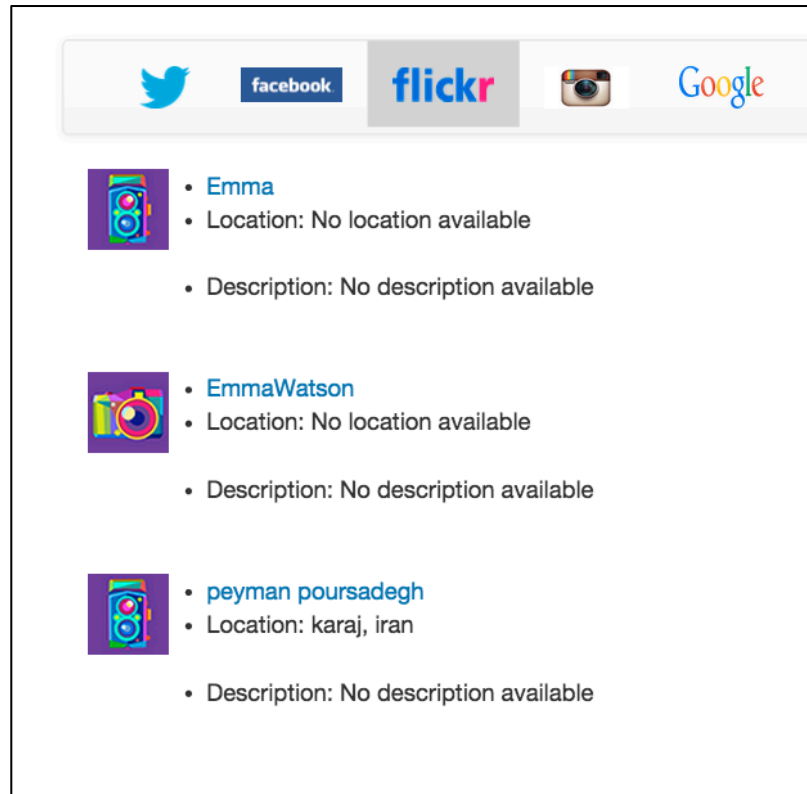 facebook flickr Google
Emma
Location: No location available
Description: No description available
EmmaWatson
Location: No location available
Description: No description available
peyman poursadegh
Location: karaj, iran
Description: No description available